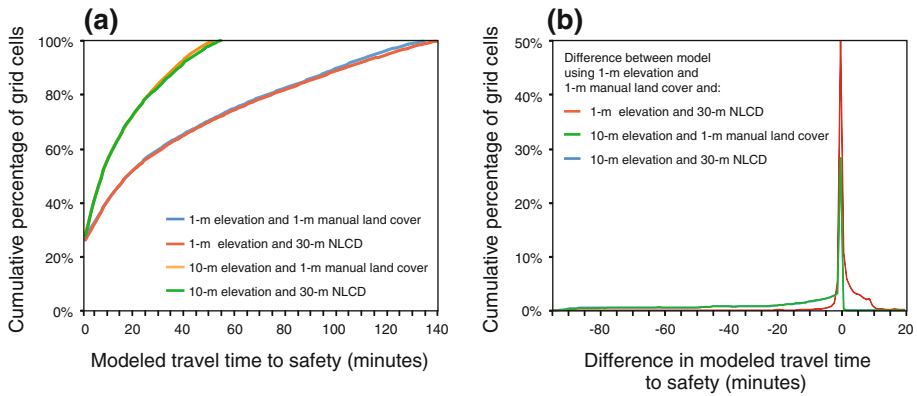 (a)
Cumulative percentage of grid cells
100%
80%
60%
40%
20%
0%
1-m elevation and 1-m manual land cover
1-m elevation and 30-m NLCD
10-m elevation and 1-m manual land cover
10-m elevation and 30-m NLCD
0 20 40 60 80 100 120 140
Modeled travel time to safety (minutes)
(b)
Cumulative percentage of grid cells
50%
40%
30%
20%
10%
0%
Difference between model
using 1-m elevation and
1-m manual land cover and:
1-m elevation and 30-m NLCD
10-m elevation and 1-m manual land cover
10-m elevation and 30-m NLCD
-80 -60 -40 -20 0 20
Difference in modeled travel time
to safety (minutes)